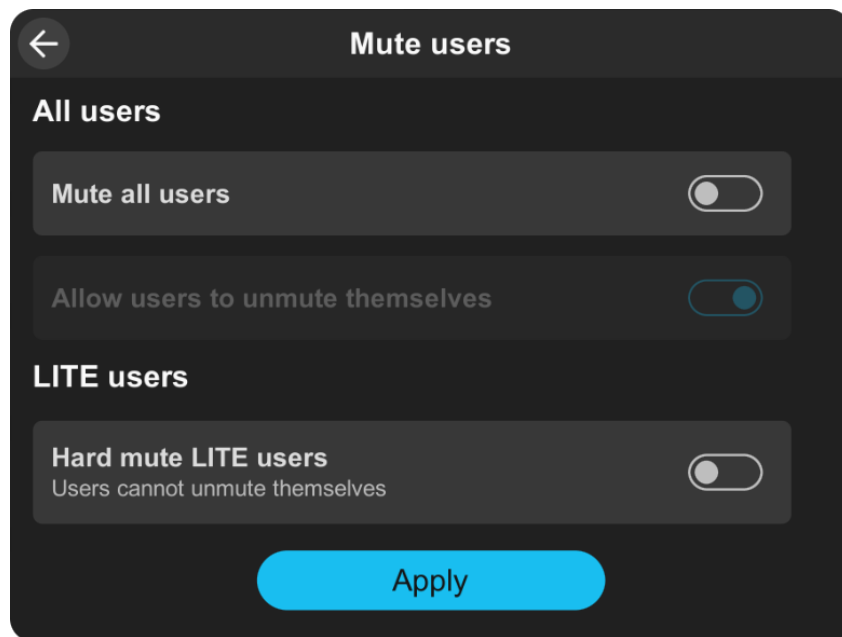 Mute users
All users
Mute all users
Allow users to unmute themselves
LITE users
Hard mute LITE users
Users cannot unmute themselves
Apply